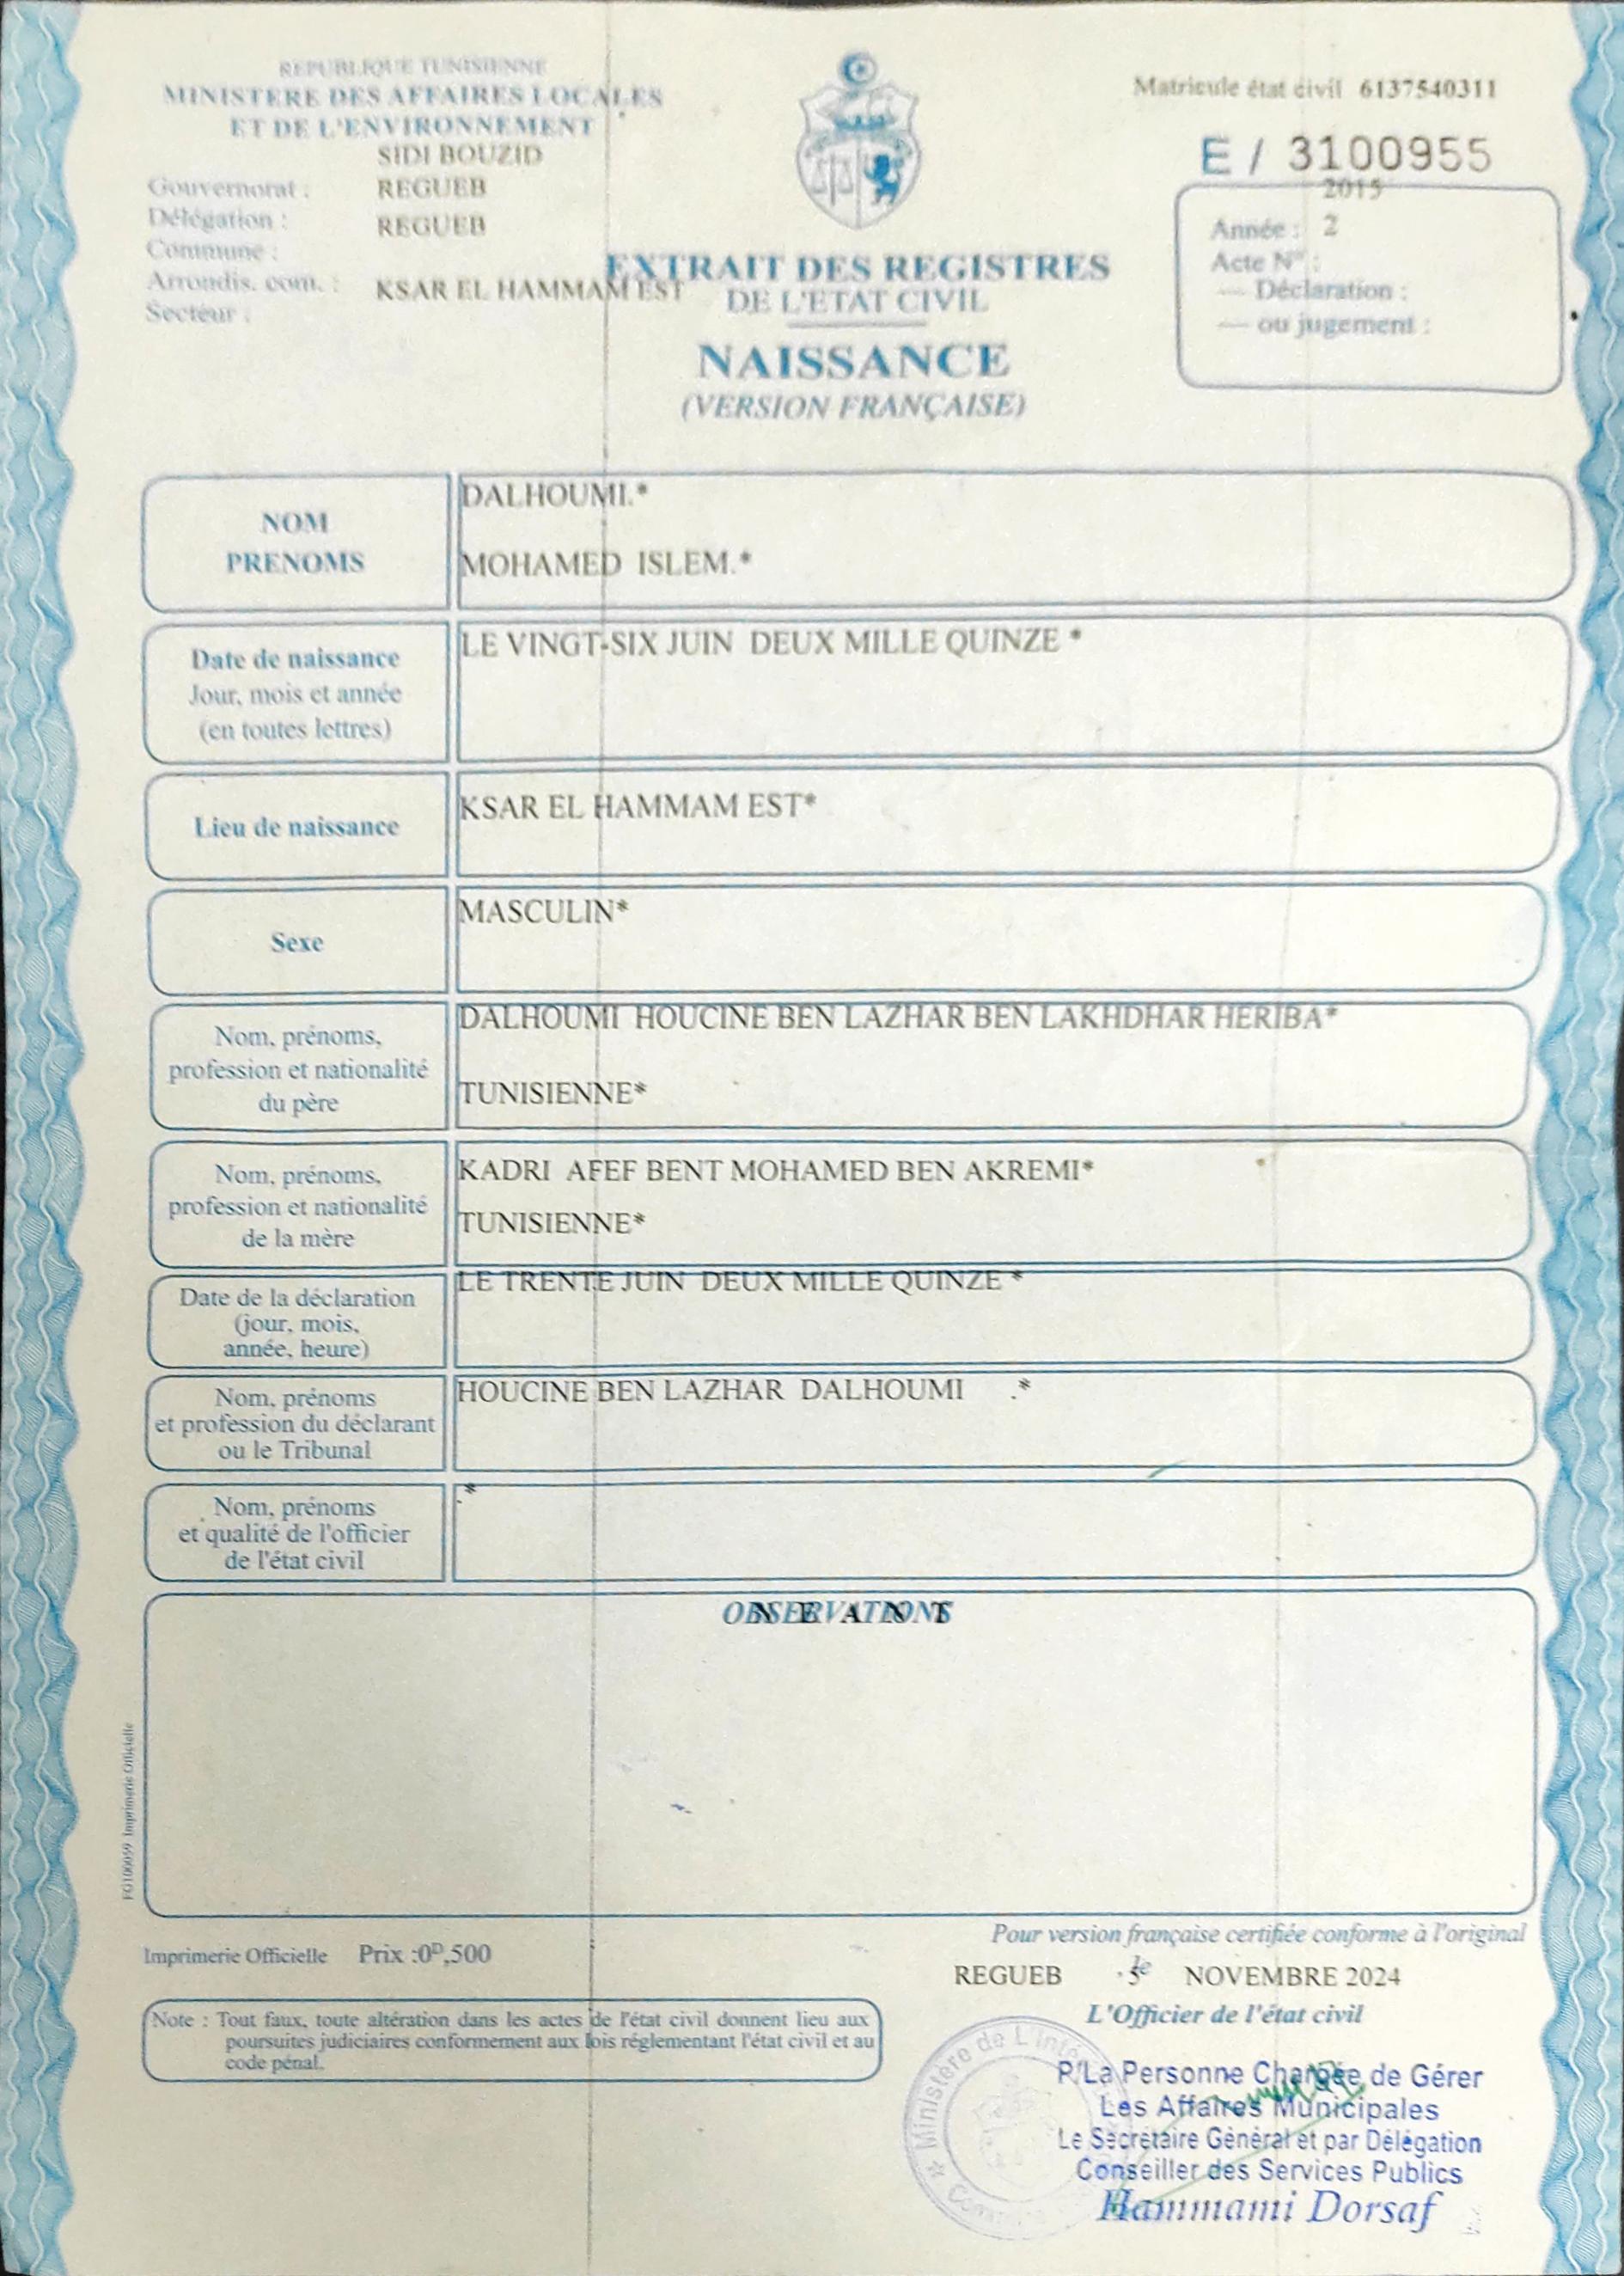 REPUBLIQUE TUNISIENNE
MINISTERE DES AFFAIRES LOCALES
ET DE L'ENVIRONNEMENT
SIDI BOUZID
Gouvernorat : REGUEB
Délégation : REGUEB
Commune :
Arrondis. com. : KSAR EL HAMMAM EST
Secteur :
Matricule état civil 6137540311
E / 3100955
2015
Année : 2
Acte N° :
— Déclaration :
— ou jugement :
EXTRAIT DES REGISTRES
DE L'ETAT CIVIL
NAISSANCE
(VERSION FRANÇAISE)
NOM
PRENOMS
DALHOUMI.*
MOHAMED ISLEM.*
Date de naissance
Jour, mois et année
(en toutes lettres)
LE VINGT-SIX JUIN DEUX MILLE QUINZE *
Lieu de naissance
KSAR EL HAMMAM EST*
Sexe
MASCULIN*
Nom, prénoms,
profession et nationalité
du père
DALHOUMI HOUCINE BEN LAZHAR BEN LAKHDHAR HERIBA*
TUNISIENNE*
Nom, prénoms,
profession et nationalité
de la mère
KADRI AFEF BENT MOHAMED BEN AKREMI*
TUNISIENNE*
Date de la déclaration
(jour, mois,
année, heure)
LE TRENTE JUIN DEUX MILLE QUINZE *
Nom, prénoms
et profession du déclarant
ou le Tribunal
HOUCINE BEN LAZHAR DALHOUMI .*
Nom, prénoms
et qualité de l'officier
de l'état civil
.*
OBSERVATIONS
N E A N T
FG100059 Imprimerie Officielle
Imprimerie Officielle Prix :0D,500
Note : Tout faux, toute altération dans les actes de l'état civil donnent lieu aux
poursuites judiciaires conformement aux lois réglementant l'état civil et au
code pénal.
Pour version française certifiée conforme à l'original
REGUEB le 5 NOVEMBRE 2024
L'Officier de l'état civil
Ministère de L'Intér
P/La Personne Chargée de Gérer
Les Affaires Municipales
Le Secrétaire Général et par Délégation
Conseiller des Services Publics
Hammami Dorsaf